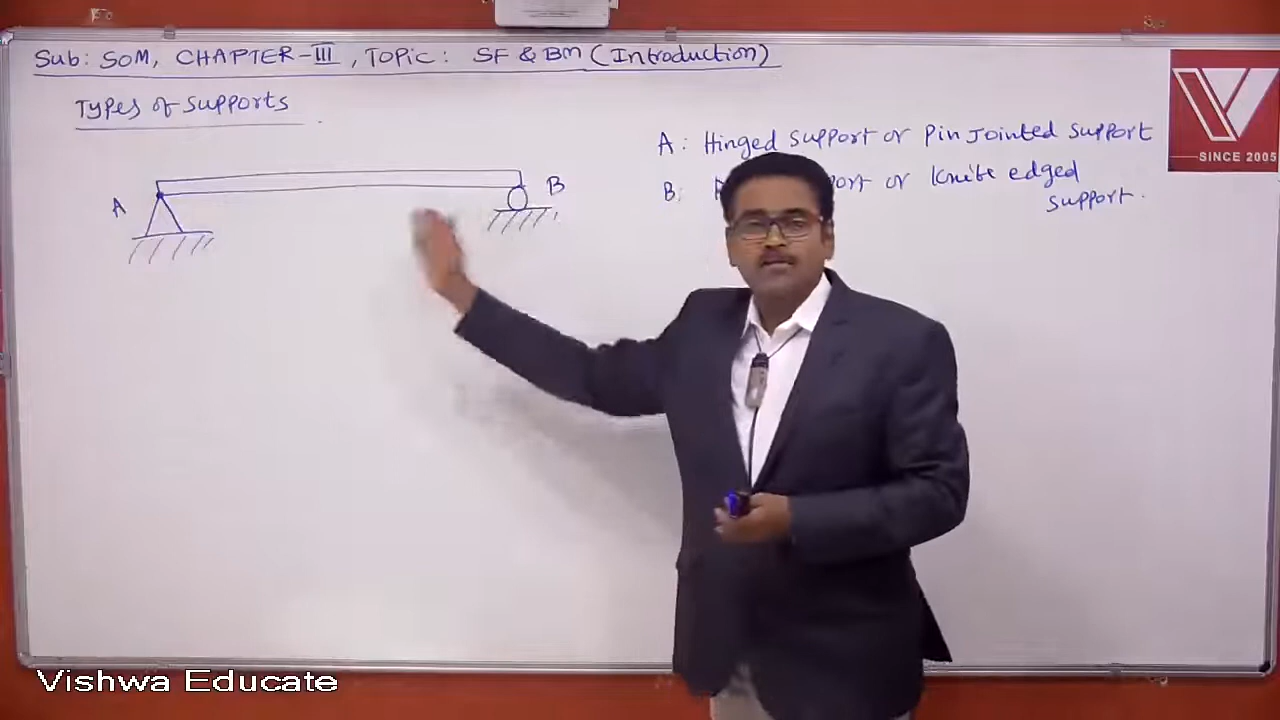 Sub: SOM, CHAPTER-III, TOPIC: SF & BM (Introduction)
Types of Supports
A: Hinged support or Pin Jointed support
B: or Knife edged
support.
A
B
SINCE 2005
Vishwa Educate